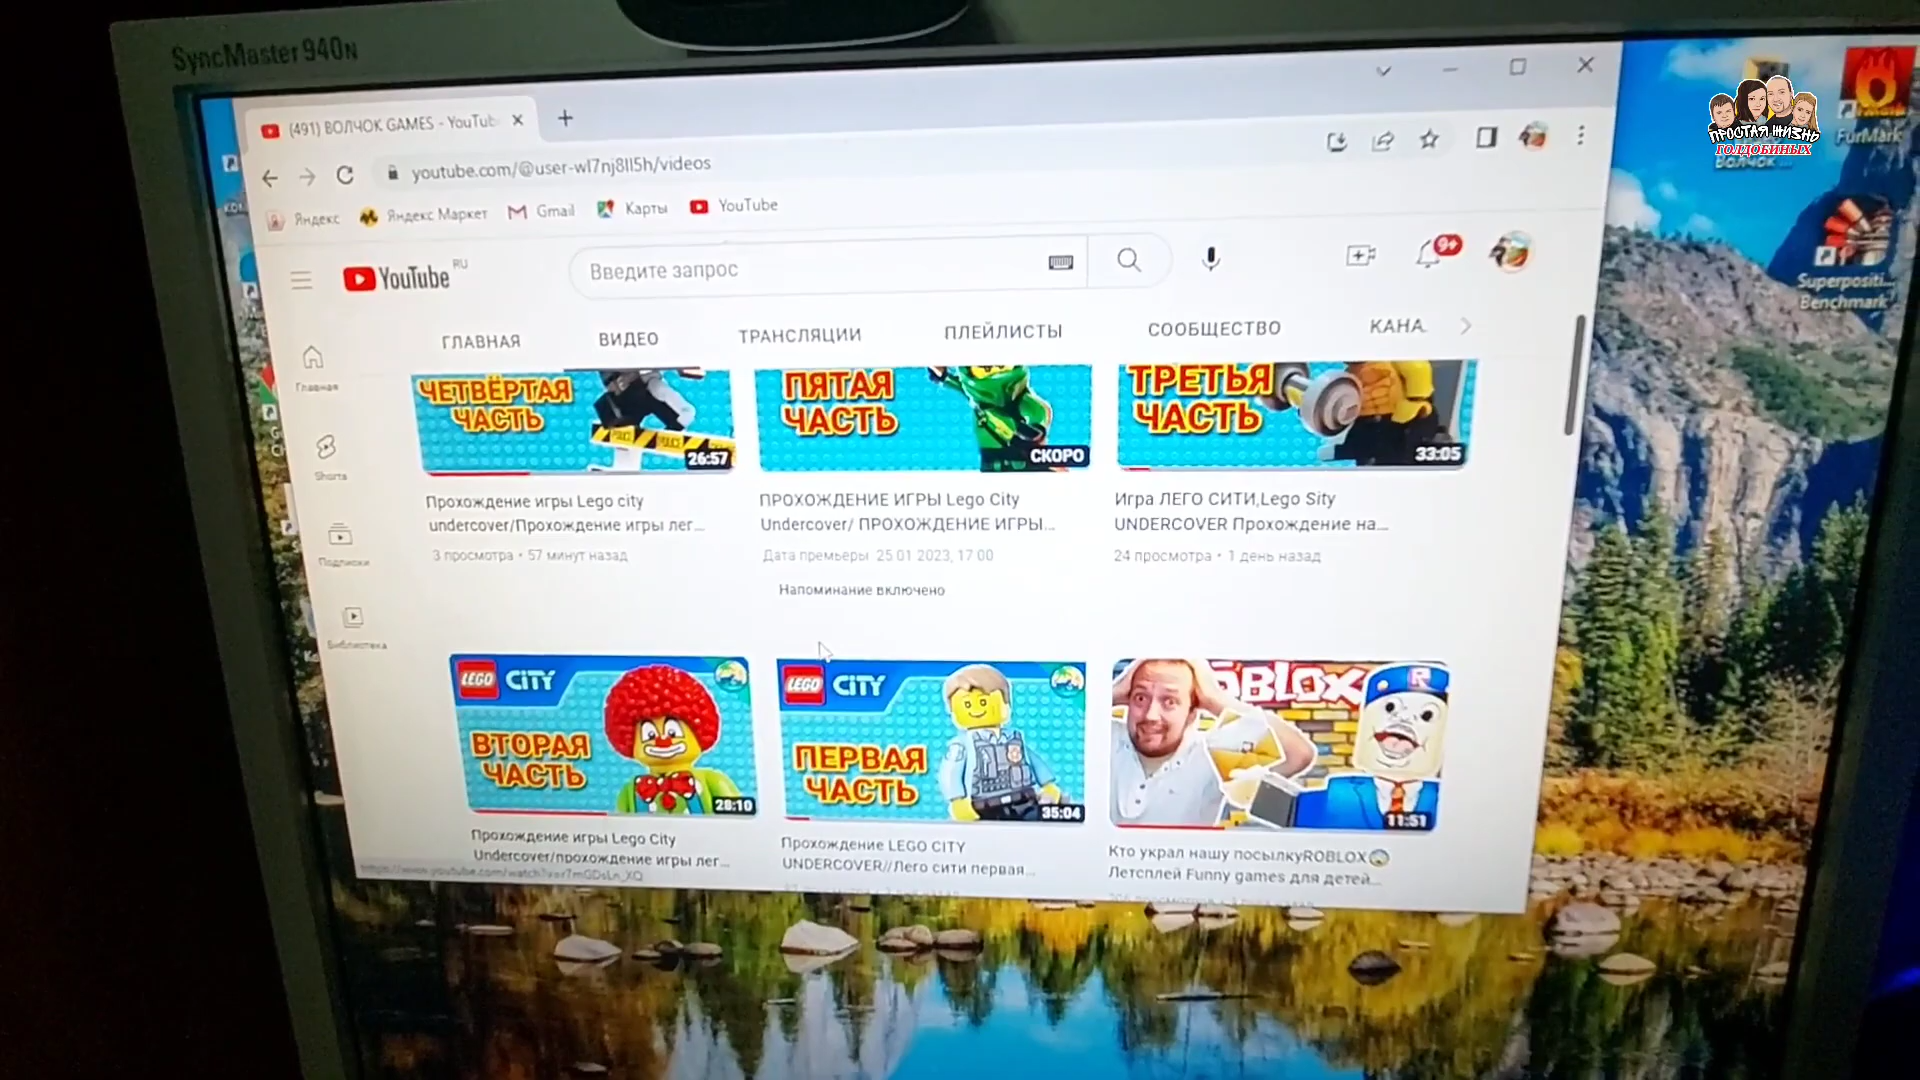 SyncMaster 940N
(491) ВОЛЧОК GAMES - YouTub
youtube.com/@user-wl7nj8ll5h/videos
Яндекс
Яндекс Маркет
Gmail
Карты
YouTube
YouTube RU
Введите запрос
9+
ГЛАВНАЯ
ВИДЕО
ТРАНСЛЯЦИИ
ПЛЕЙЛИСТЫ
СООБЩЕСТВО
КАНА
Главная
Shorts
Подписки
Библиотека
ЧЕТВЁРТАЯ
ЧАСТЬ
26:57
Прохождение игры Lego city
undercover/Прохождение игры лег...
3 просмотра • 57 минут назад
ПЯТАЯ
ЧАСТЬ
СКОРО
ПРОХОЖДЕНИЕ ИГРЫ Lego City
Undercover/ ПРОХОЖДЕНИЕ ИГРЫ...
Дата премьеры 25 01 2023, 17 00
Напоминание включено
ТРЕТЬЯ
ЧАСТЬ
33:05
Игра ЛЕГО СИТИ,Lego Sity
UNDERCOVER Прохождение на...
24 просмотра • 1 день назад
LEGO CITY
ВТОРАЯ
ЧАСТЬ
28:10
Прохождение игры Lego City
Undercover/прохождение игры лег...
LEGO CITY
ПЕРВАЯ
ЧАСТЬ
35:04
Прохождение LEGO CITY
UNDERCOVER//Лего сити первая...
OBLOX
R
11:51
Кто украл нашу посылкуROBLOX
Летсплей Funny games для детей...
ПРОСТАЯ ЖИЗНЬ
ГОЛДОБИНЫХ
Волчок ...
FurMark
Superpositi...
Benchmark